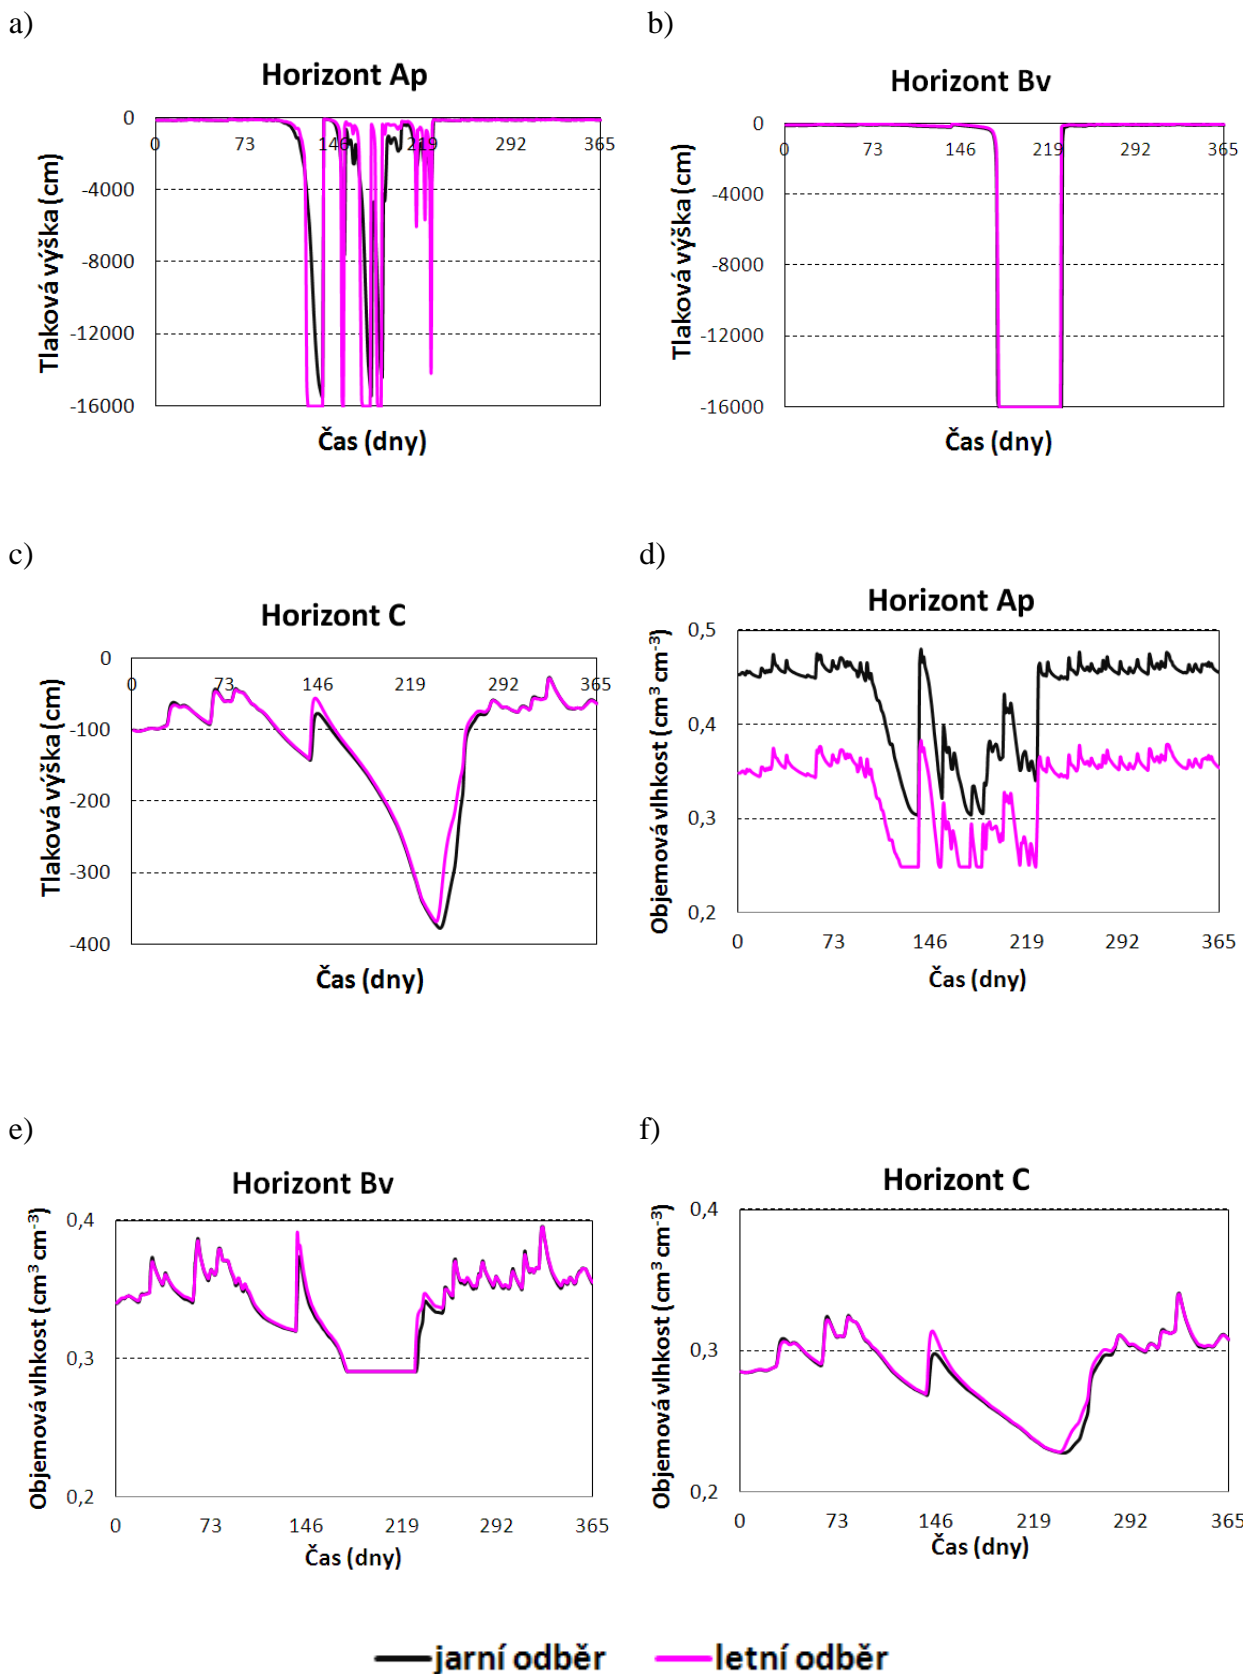 a)
b)
Horizont Ap
Horizont Bv
0
0 73 146 219 292 365
-4000
-8000
-12000
-16000
Tlaková výška (cm)
Čas (dny)
0
0 73 146 219 292 365
-4000
-8000
-12000
-16000
Tlaková výška (cm)
Čas (dny)
c)
d)
Horizont C
0
0 73 146 219 292 365
-100
-200
-300
-400
Tlaková výška (cm)
Čas (dny)
Horizont Ap
0,5
0,4
0,3
0,2
0 73 146 219 292 365
Objemová vlhkost (cm³ cm⁻³)
Čas (dny)
e)
f)
Horizont Bv
0,4
0,3
0,2
0 73 146 219 292 365
Objemová vlhkost (cm³ cm⁻³)
Čas (dny)
Horizont C
0,4
0,3
0,2
0 73 146 219 292 365
Objemová vlhkost (cm³ cm⁻³)
Čas (dny)
jarní odběr letní odběr